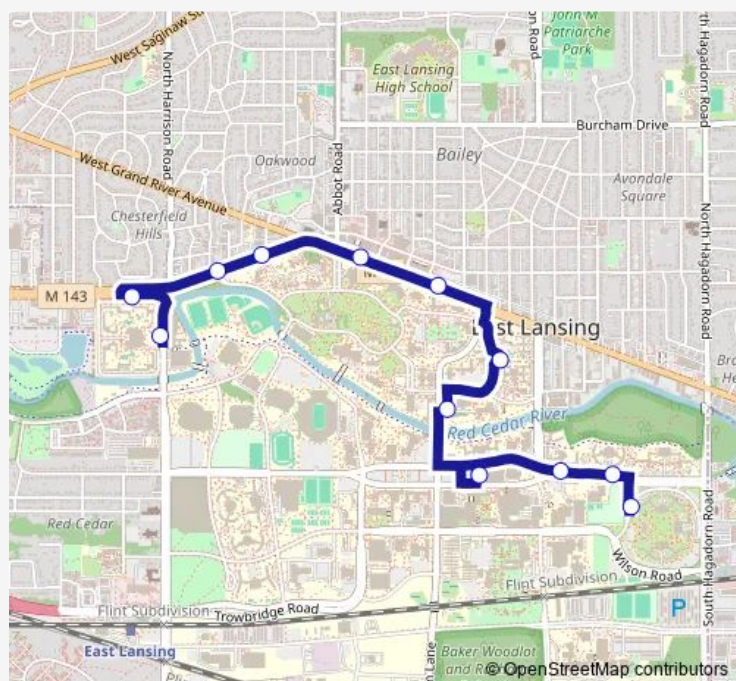 West Saginaw St
North Harrison Road
Abbot Road
East Lansing
High School
John M
Patriarche
Park
North Hagadorn Road
Burcham Drive
Oakwood
Bailey
West Grand River Avenue
Avondale
Square
Chesterfield
Hills
North Hagadorn Road
M 143
East Lansing
Red Cedar River
Red Cedar
Wilson Road
Flint Subdivision
Flint Subdivision
Trowbridge Road
South Hagadorn Road
P
East Lansing
Baker Woodlot
© OpenStreetMap contributors